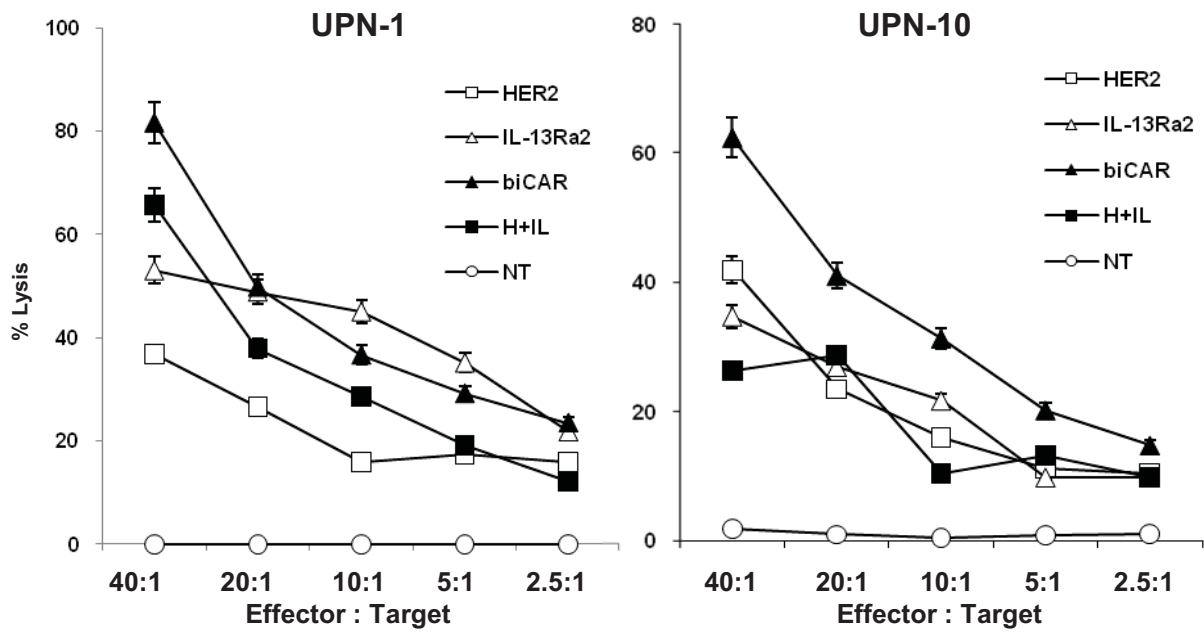 UPN-1
100
80
60
40
20
0
% Lysis
HER2
IL-13Ra2
biCAR
H+IL
NT
40:1 20:1 10:1 5:1 2.5:1
Effector : Target
UPN-10
80
60
40
20
0
HER2
IL-13Ra2
biCAR
H+IL
NT
40:1 20:1 10:1 5:1 2.5:1
Effector : Target